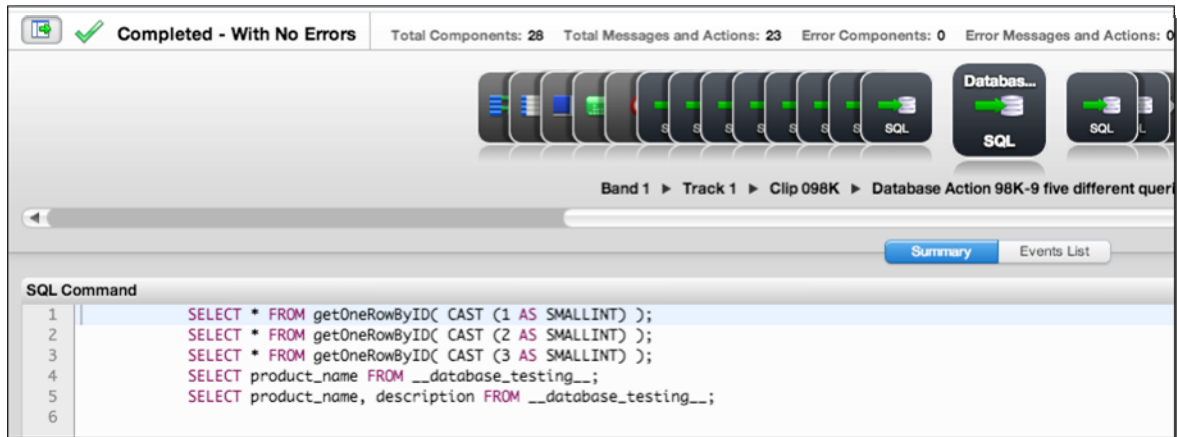 Completed - With No Errors
Total Components: 28 Total Messages and Actions: 23 Error Components: 0 Error Messages and Actions: 0
Databas...
SQL
SQL
SQL
Band 1 ▶ Track 1 ▶ Clip 098K ▶ Database Action 98K-9 five different queri
Summary Events List
SQL Command
1 SELECT * FROM getOneRowByID( CAST (1 AS SMALLINT) );
2 SELECT * FROM getOneRowByID( CAST (2 AS SMALLINT) );
3 SELECT * FROM getOneRowByID( CAST (3 AS SMALLINT) );
4 SELECT product_name FROM __database_testing__;
5 SELECT product_name, description FROM __database_testing__;
6